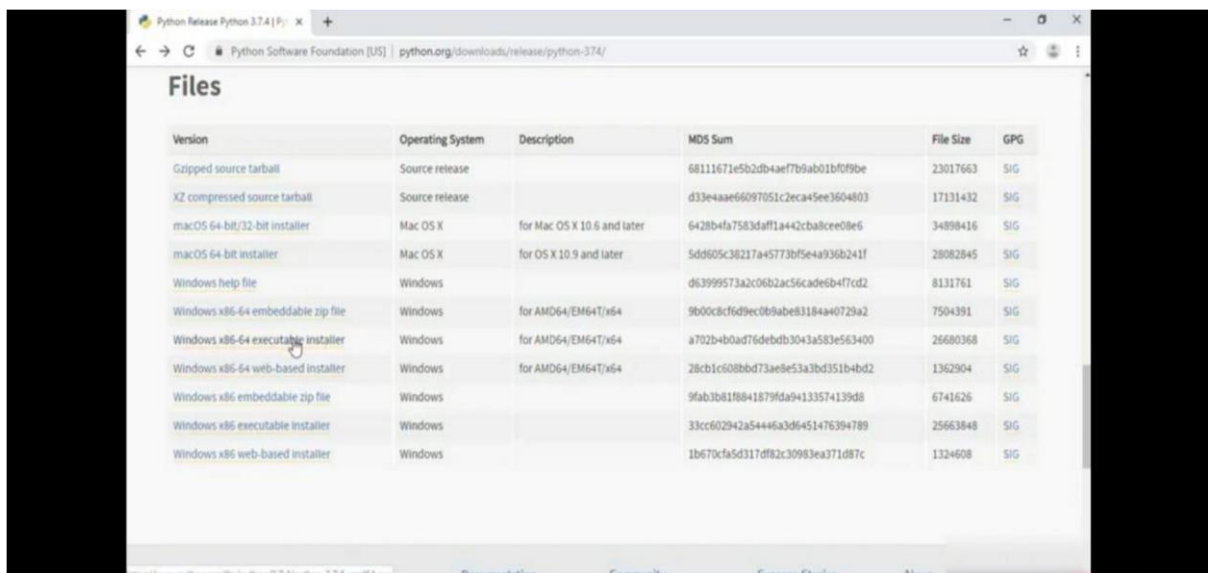 Python Release Python 3.7.4 | Py
Python Software Foundation [US] | python.org/downloads/release/python-374/
Files
Version Operating System Description MD5 Sum File Size GPG
Gzipped source tarball Source release 68111671e5b2db4aef7b9ab01bf0f9be 23017663 SIG
XZ compressed source tarball Source release d33e4aae66097051c2eca45ee3604803 17131432 SIG
macOS 64-bit/32-bit installer Mac OS X for Mac OS X 10.6 and later 6428b4fa7583daff1a442cba8cee08e6 34898416 SIG
macOS 64-bit installer Mac OS X for OS X 10.9 and later 5dd605c38217a45773bf5e4a936b241f 28082845 SIG
Windows help file Windows d63999573a2c06b2ac56cade6b4f7cd2 8131761 SIG
Windows x86-64 embeddable zip file Windows for AMD64/EM64T/x64 9b00c8cf6d9ec0b9abe83184a40729a2 7504391 SIG
Windows x86-64 executable installer Windows for AMD64/EM64T/x64 a702b4b0ad76debdb3043a583e563400 26680368 SIG
Windows x86-64 web-based installer Windows for AMD64/EM64T/x64 28cb1c608bbd73ae8e53a3bd351b4bd2 1362904 SIG
Windows x86 embeddable zip file Windows 9fab3b81f8841879fda94133574139d8 6741626 SIG
Windows x86 executable installer Windows 33cc602942a54446a3d6451476394789 25663848 SIG
Windows x86 web-based installer Windows 1b670cfa5d317df82c30983ea371d87c 1324608 SIG